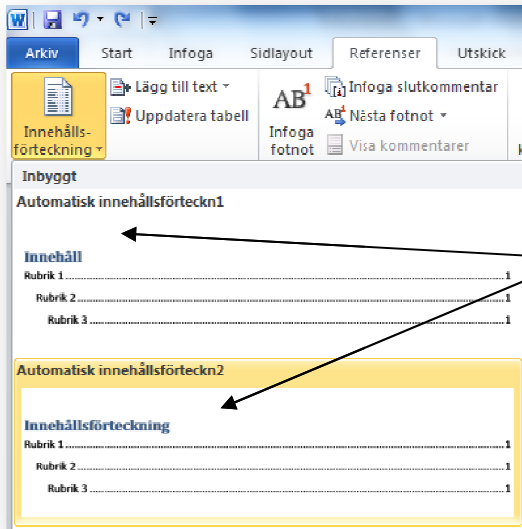 W
Arkiv Start Infoga Sidlayout Referenser Utskick
Innehålls-
förteckning
Lägg till text
Uppdatera tabell
AB1
Infoga
fotnot
Infoga slutkommentar
AB1 Nästa fotnot
Visa kommentarer
Inbyggt
Automatisk innehållsförteckn1
Innehåll
Rubrik 1 1
Rubrik 2 1
Rubrik 3 1
Automatisk innehållsförteckn2
Innehållsförteckning
Rubrik 1 1
Rubrik 2 1
Rubrik 3 1